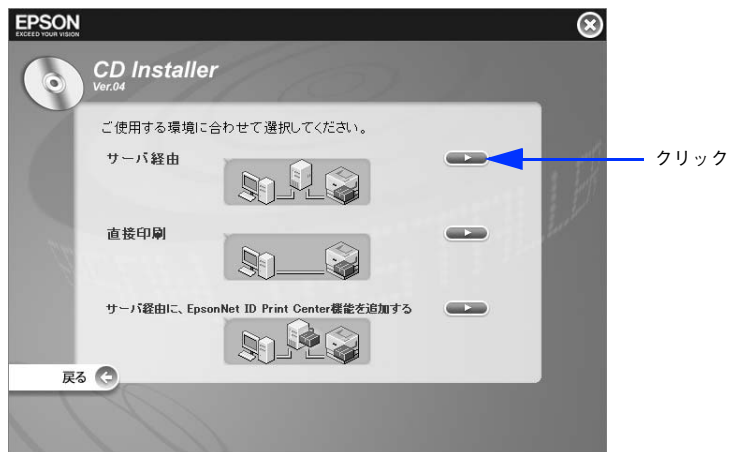 EPSON
EXCEED YOUR VISION
CD Installer
Ver.04
ご使用する環境に合わせて選択してください。
サーバ経由
クリック
直接印刷
サーバ経由に、EpsonNet ID Print Center機能を追加する
戻る